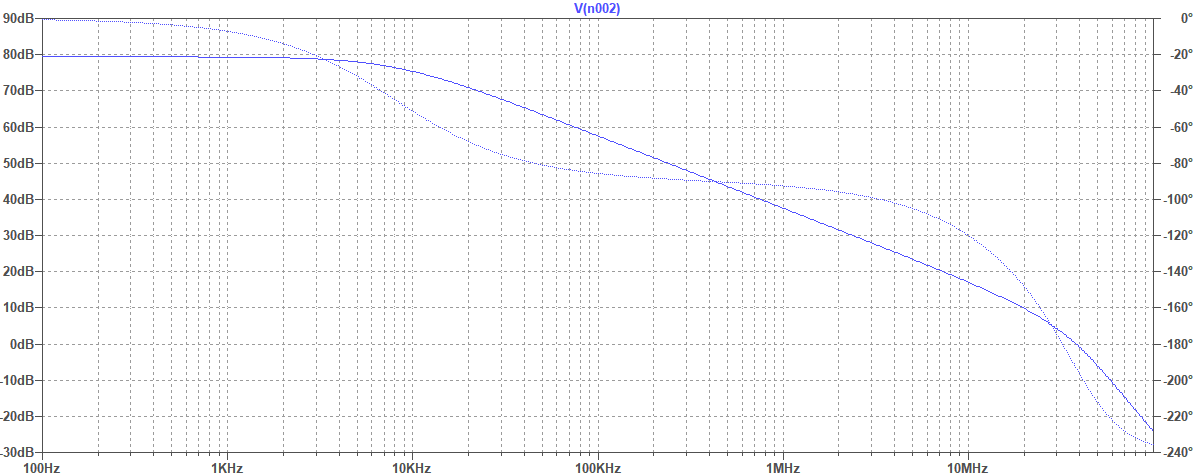 V(n002)
90dB 0°
80dB -20°
70dB -40°
60dB -60°
50dB -80°
40dB -100°
30dB -120°
20dB -140°
10dB -160°
0dB -180°
-10dB -200°
-20dB -220°
-30dB -240°
100Hz 1KHz 10KHz 100KHz 1MHz 10MHz